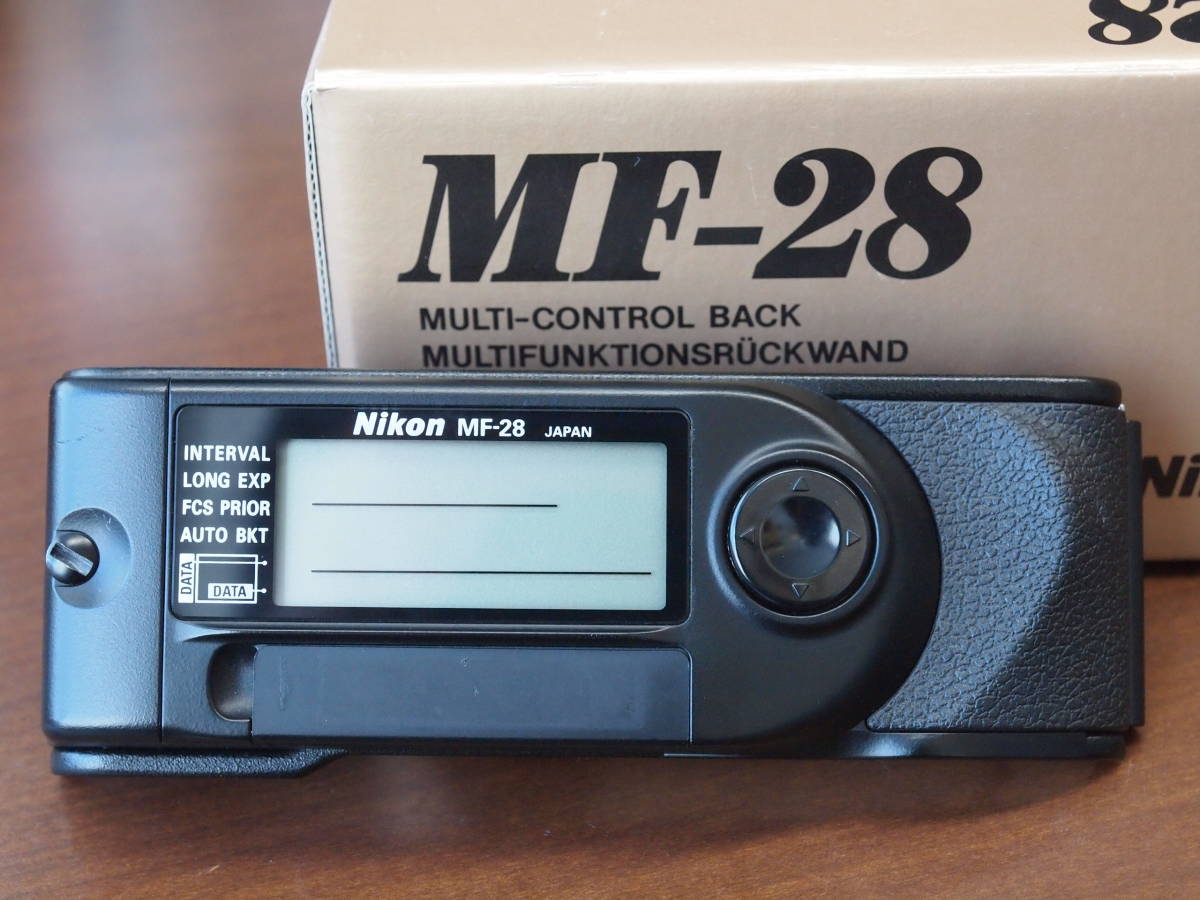 28
MF-28
MULTI-CONTROL BACK
MULTIFUNKTIONSRÜCKWAND
Nikon MF-28 JAPAN
INTERVAL
LONG EXP
FCS PRIOR
AUTO BKT
DATA
DATA